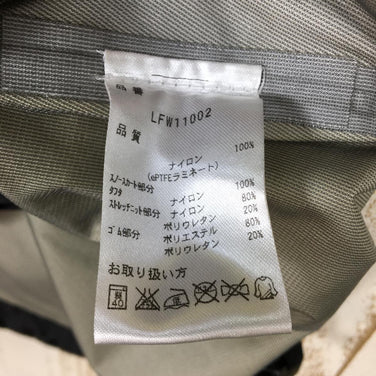 品番
LFW11002
品質
ナイロン 100%
(ePTFEラミネート)
スノースカート部分 ナイロン 100%
タフタ ナイロン 80%
ストレッチニット部分 ポリウレタン 20%
ゴム部分 ポリエステル 80%
ポリウレタン 20%
お取り扱い方
40